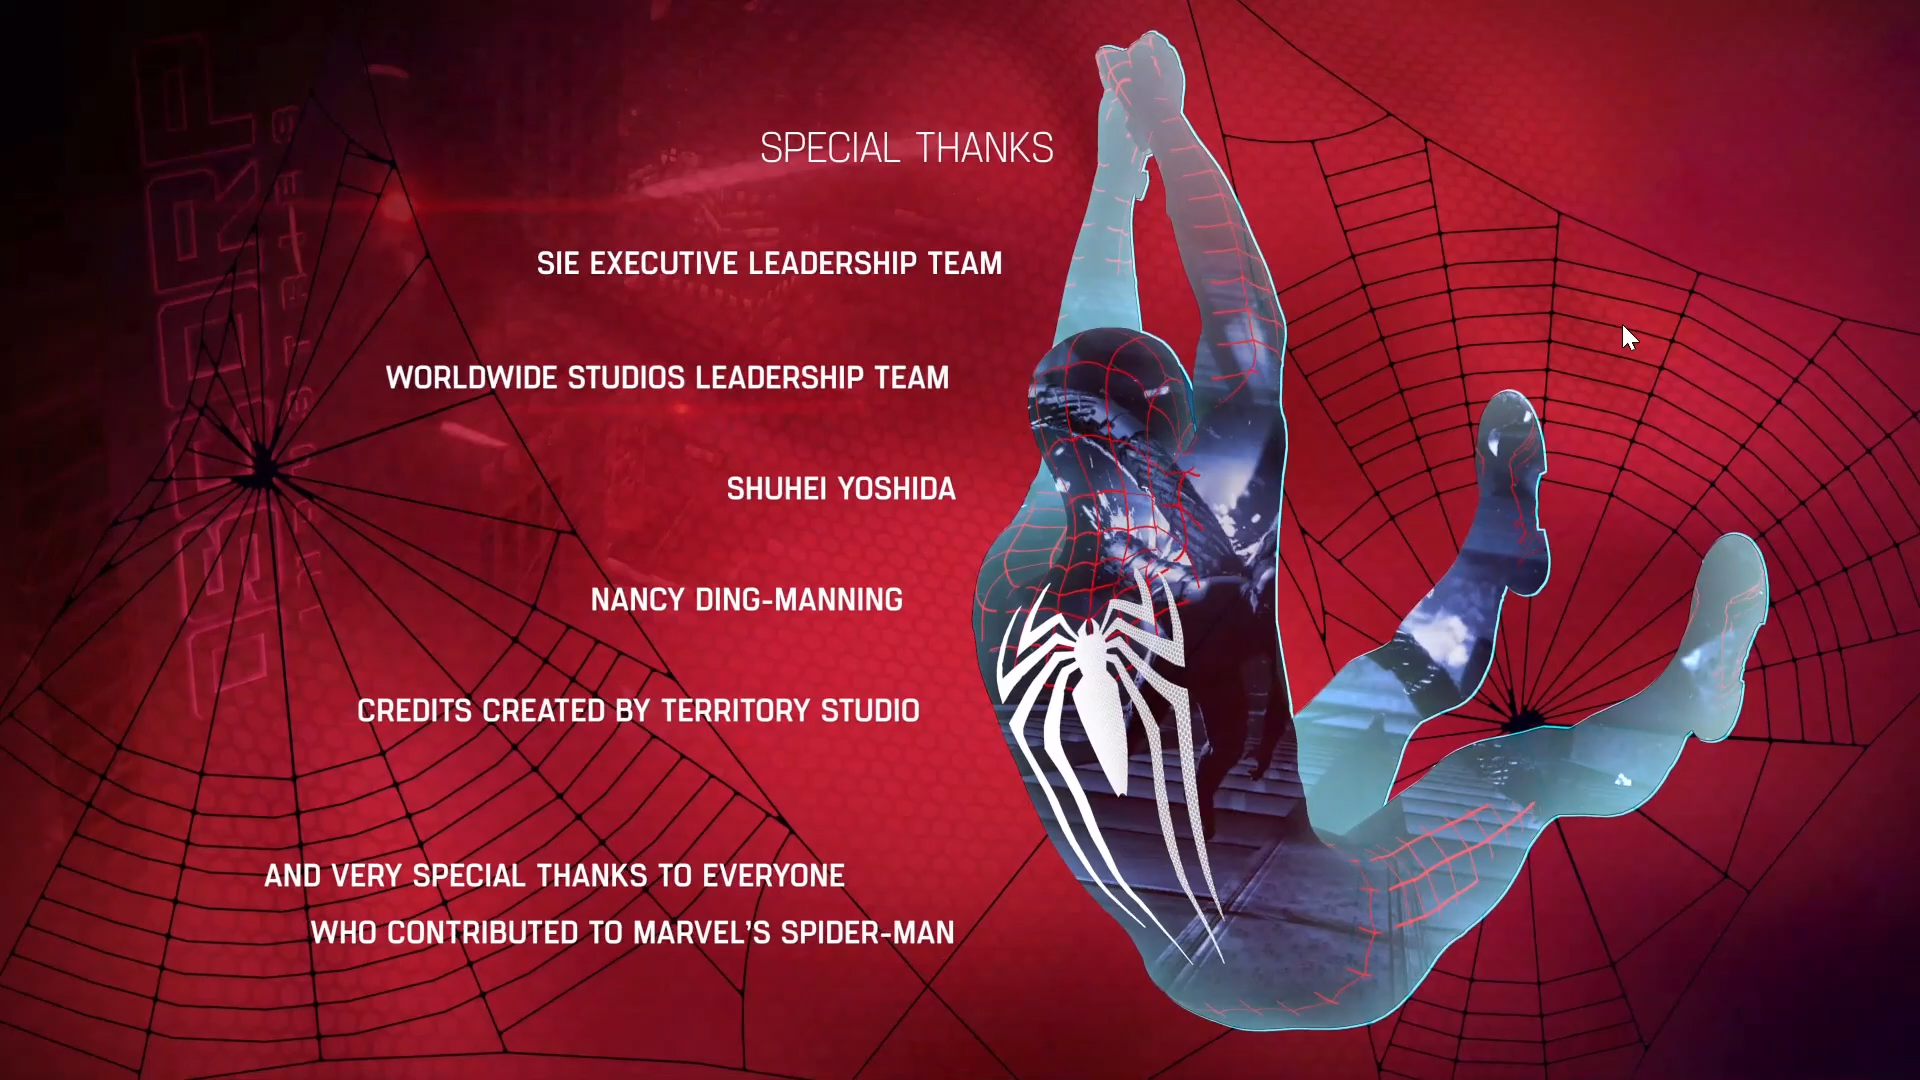 SPECIAL THANKS
SIE EXECUTIVE LEADERSHIP TEAM
WORLDWIDE STUDIOS LEADERSHIP TEAM
SHUHEI YOSHIDA
NANCY DING-MANNING
CREDITS CREATED BY TERRITORY STUDIO
AND VERY SPECIAL THANKS TO EVERYONE
WHO CONTRIBUTED TO MARVEL'S SPIDER-MAN